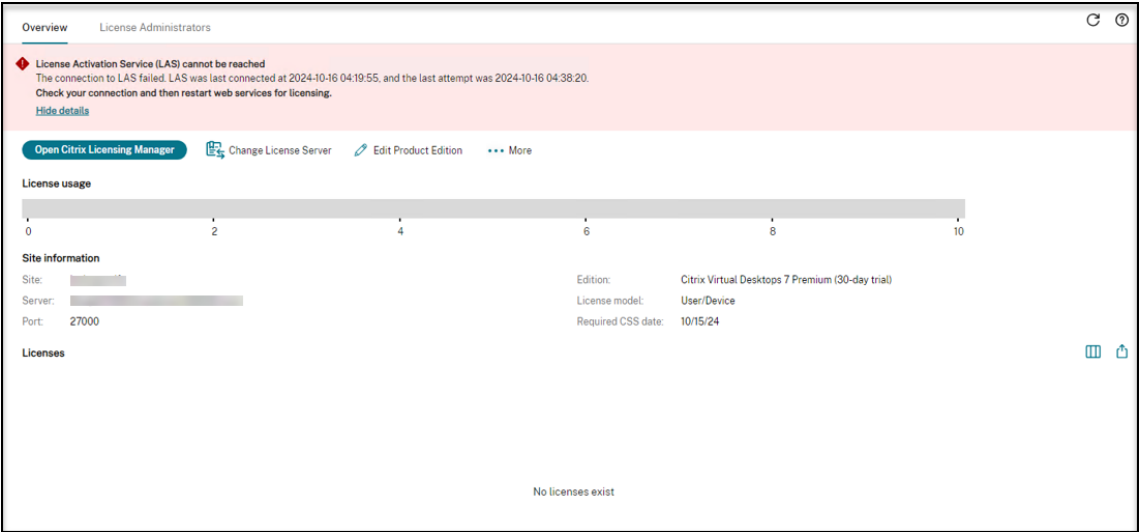 Overview
License Administrators
License Activation Service (LAS) cannot be reached
The connection to LAS failed. LAS was last connected at 2024-10-16 04:19:55, and the last attempt was 2024-10-16 04:38:20.
Check your connection and then restart web services for licensing.
Hide details
Open Citrix Licensing Manager
Change License Server
Edit Product Edition
More
License usage
0 2 4 6 8 10
Site information
Site:
Edition: Citrix Virtual Desktops 7 Premium (30-day trial)
Server:
License model: User/Device
Port: 27000
Required CSS date: 10/15/24
Licenses
No licenses exist